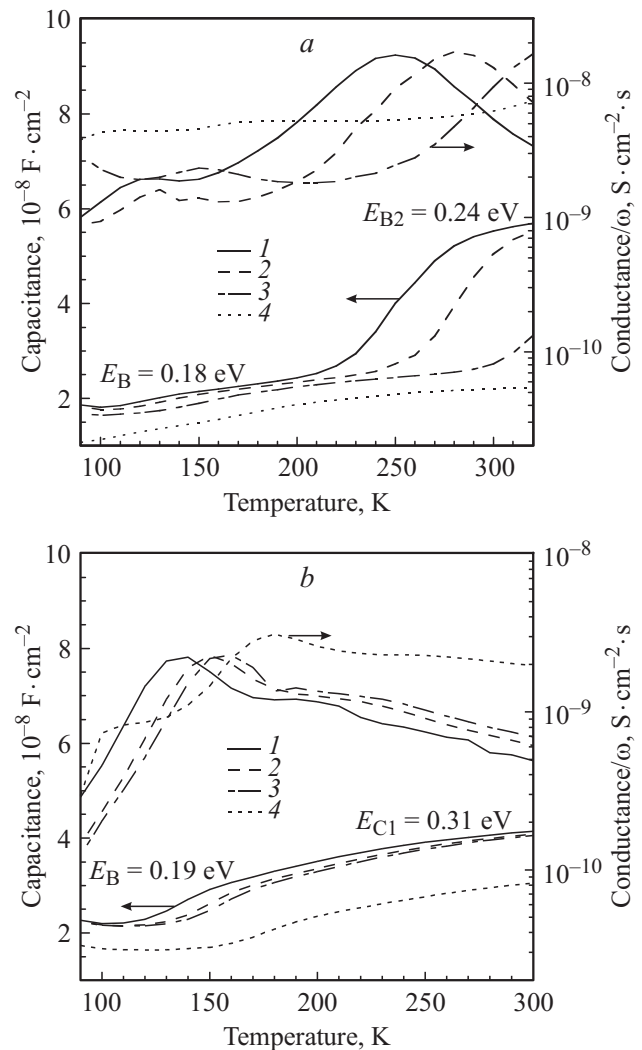 a
10
8
6
4
2
Capacitance, 10⁻⁸ F · cm⁻²
10⁻⁸
10⁻⁹
10⁻¹⁰
Conductance/ω, S · cm⁻² · s
E_B2 = 0.24 eV
1
2
3
4
E_B = 0.18 eV
100 150 200 250 300
Temperature, K
b
10
8
6
4
2
Capacitance, 10⁻⁸ F · cm⁻²
10⁻⁸
10⁻⁹
10⁻¹⁰
Conductance/ω, S · cm⁻² · s
1
2
3
4
E_C1 = 0.31 eV
E_B = 0.19 eV
100 150 200 250 300
Temperature, K